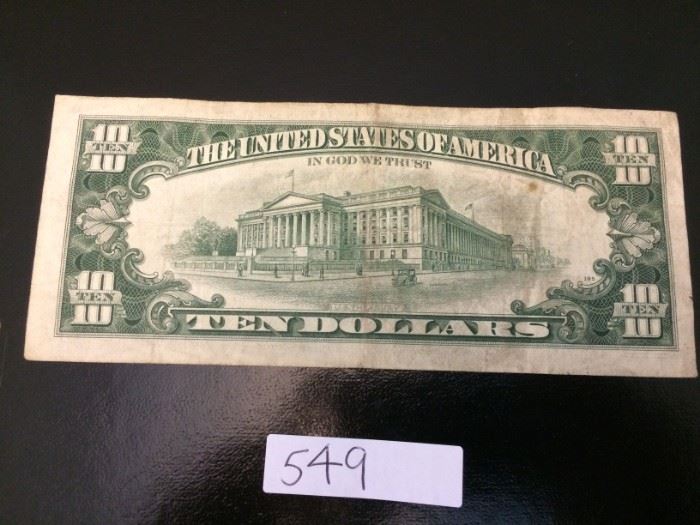 10 TEN 10 TEN
THE UNITED STATES OF AMERICA
IN GOD WE TRUST
10 TEN 10 TEN
TEN DOLLARS
549